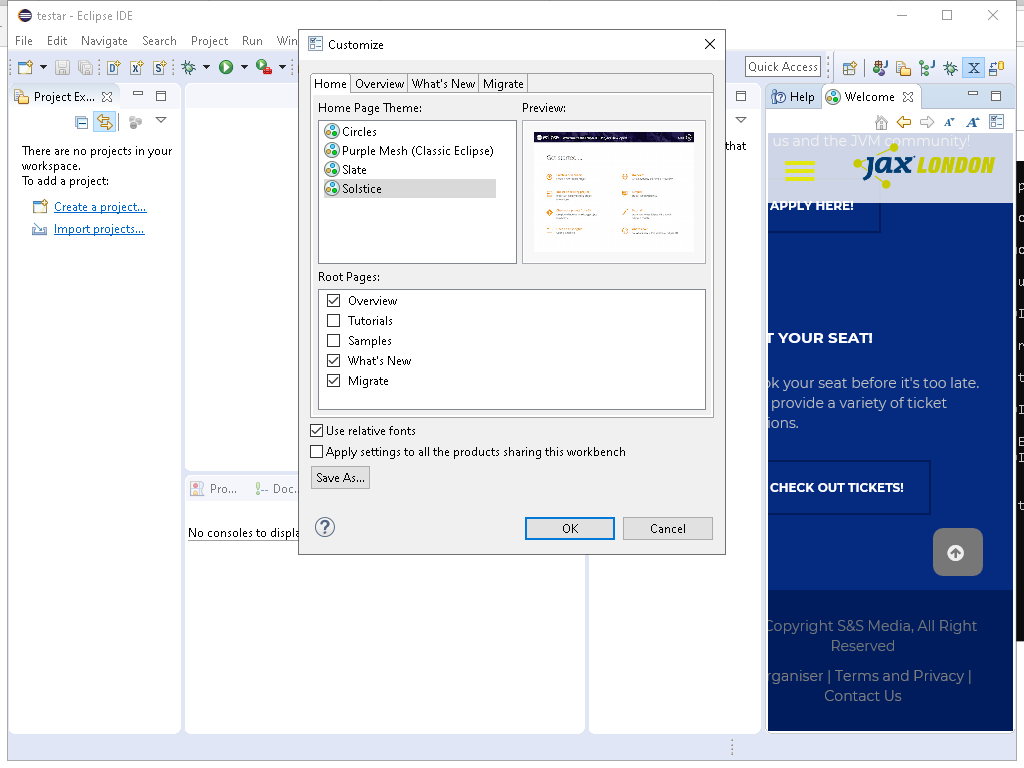 testar - Eclipse IDE
File Edit Navigate Search Project Run Win
Quick Access
Project Ex...
There are no projects in your
workspace.
To add a project:
Create a project...
Import projects...
Pro... Doc...
No consoles to displa
that
Customize
Home Overview What's New Migrate
Home Page Theme:
Preview:
Circles
Purple Mesh (Classic Eclipse)
Slate
Solstice
Root Pages:
Overview
Tutorials
Samples
What's New
Migrate
Use relative fonts
Apply settings to all the products sharing this workbench
Save As...
OK Cancel
Help Welcome
us and the JVM community!
JAX LONDON
APPLY HERE!
T YOUR SEAT!
ok your seat before it's too late.
provide a variety of ticket
ions.
CHECK OUT TICKETS!
Copyright S&S Media, All Right
Reserved
rganiser | Terms and Privacy |
Contact Us